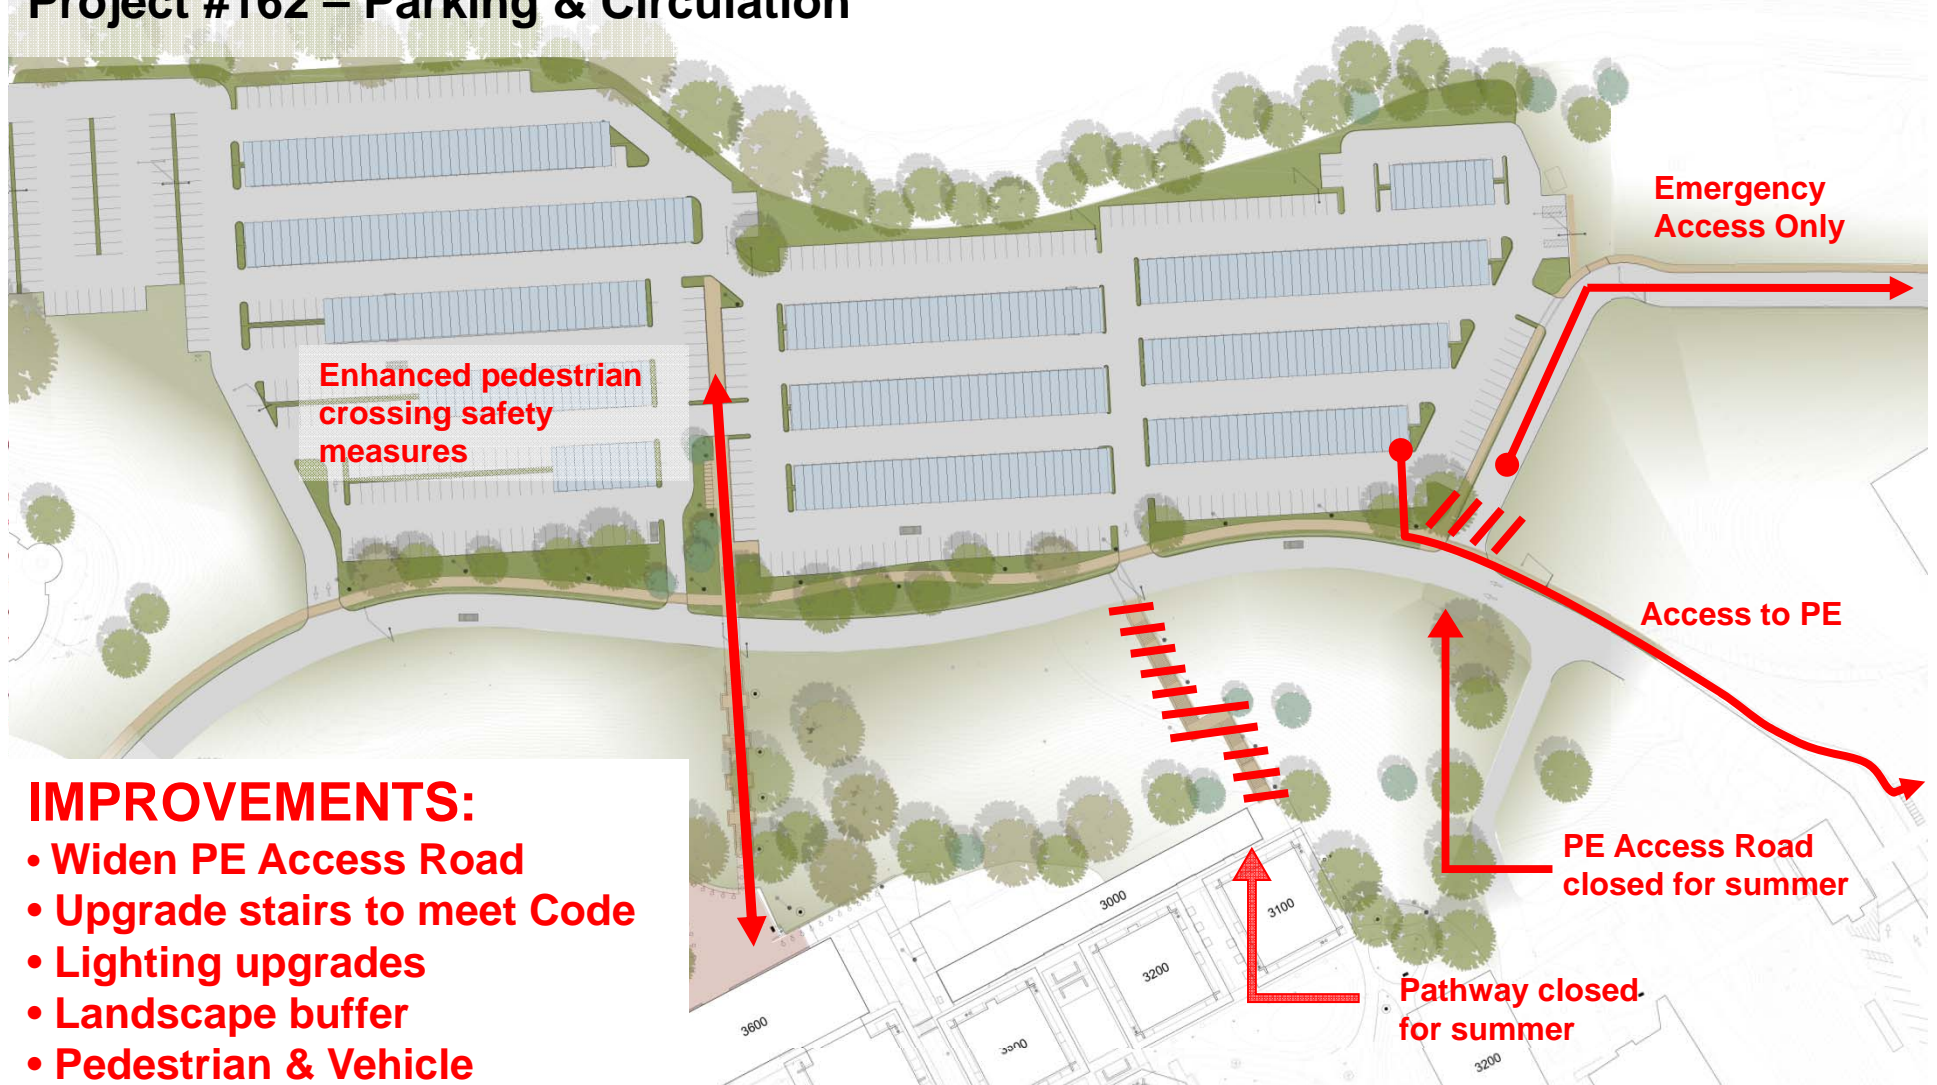 Project #162 – Parking & Circulation
Emergency
Access Only
Enhanced pedestrian
crossing safety
measures
Access to PE
IMPROVEMENTS:
• Widen PE Access Road
• Upgrade stairs to meet Code
• Lighting upgrades
• Landscape buffer
• Pedestrian & Vehicle
PE Access Road
closed for summer
Pathway closed
for summer
3000
3100
3200
3600
3200